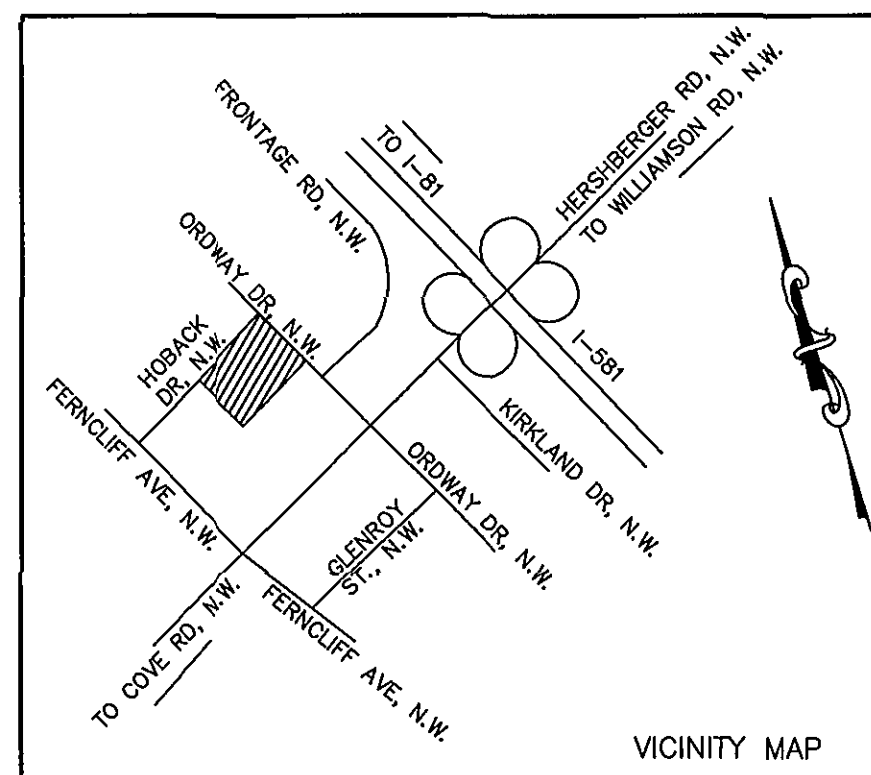 FRONTAGE RD, N.W.
TO I-81
HERSHBERGER RD, N.W.
TO WILLIAMSON RD, N.W.
ORDWAY DR, N.W.
HOBACK
DR, N.W.
I-581
FERNCLIFF AVE, N.W.
KIRKLAND DR, N.W.
ORDWAY DR, N.W.
GLENROY
ST., N.W.
FERNCLIFF AVE, N.W.
TO COVE RD, N.W.
VICINITY MAP